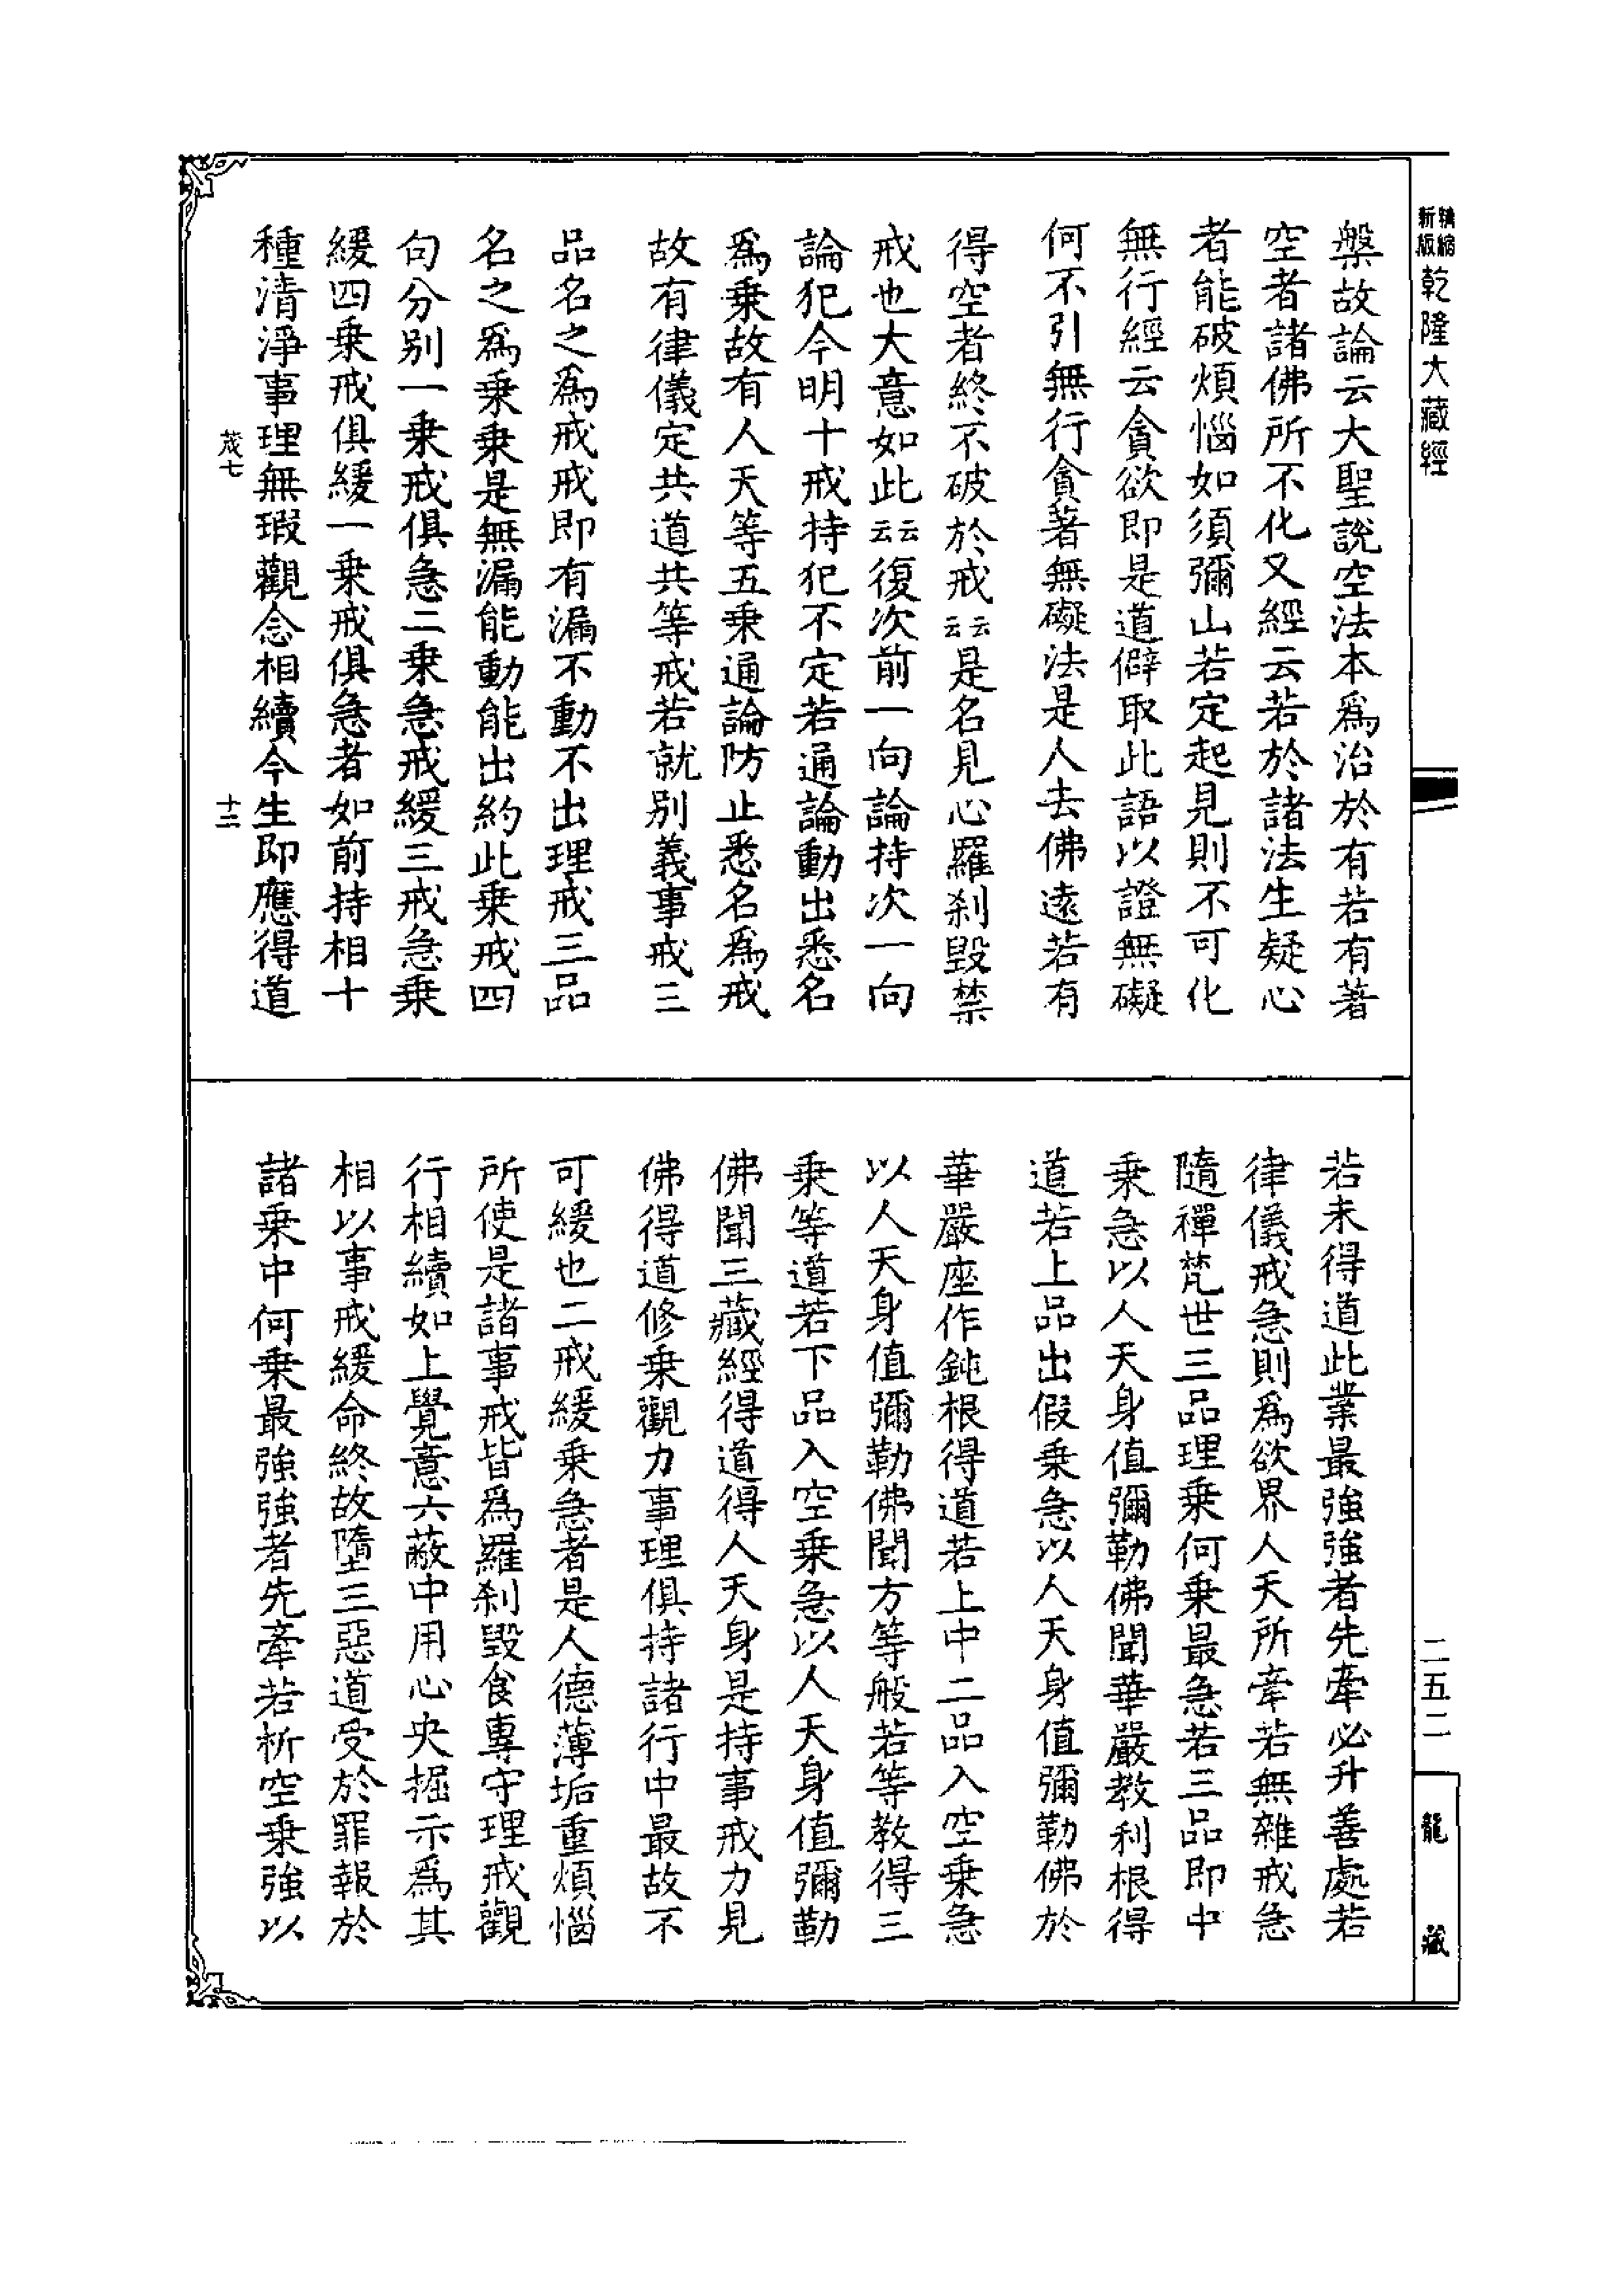 精縮新版乾隆大藏經
槃故論云大聖說空法本爲治於有若有著
空者諸佛所不化又經云若於諸法生疑心
者能破煩惱如須彌山若定起見則不可化
無行經云貪欲即是道僻取此語以證無礙
何不引無行貪著無礙法是人去佛遠若有
得空者終不破於戒云云是名見心羅刹毀禁
戒也大意如此云云復次前一向論持次一向
論犯今明十戒持犯不定若通論動出悉名
爲乗故有人天等五乗通論防止悉名爲戒
故有律儀定共道共等戒若就別義事戒三
品名之爲戒戒即有漏不動不出理戒三品
名之爲乗乗是無漏能動能出約此乗戒四
句分別一乗戒俱急二乗急戒緩三戒急乗
緩四乗戒俱緩一乗戒俱急者如前持相十
種清淨事理無瑕觀念相續今生即應得道
茂七
十二
若未得道此業最強強者先牽必升善處若
律儀戒急則爲欲界人天所牽若無雜戒急
隨禪梵世三品理乗何乗最急若三品即中
乗急以人天身值彌勒佛聞華嚴教利根得
道若上品出假乗急以人天身值彌勒佛於
華嚴座作鈍根得道若上中二品入空乗急
以人天身值彌勒佛聞方等般若等教得三
乗等道若下品入空乗急以人天身值彌勒
佛聞三藏經得道得人天身是持事戒力見
佛得道修乗觀力事理俱持諸行中最故不
可緩也二戒緩乗急者是人德薄垢重煩惱
所使是諸事戒皆爲羅刹毀食專守理戒觀
行相續如上覺意六蔽中用心央掘示爲其
相以事戒緩命終故墮三惡道受於罪報於
諸乗中何乗最強強者先牽若析空乗強以
二五二
龍藏